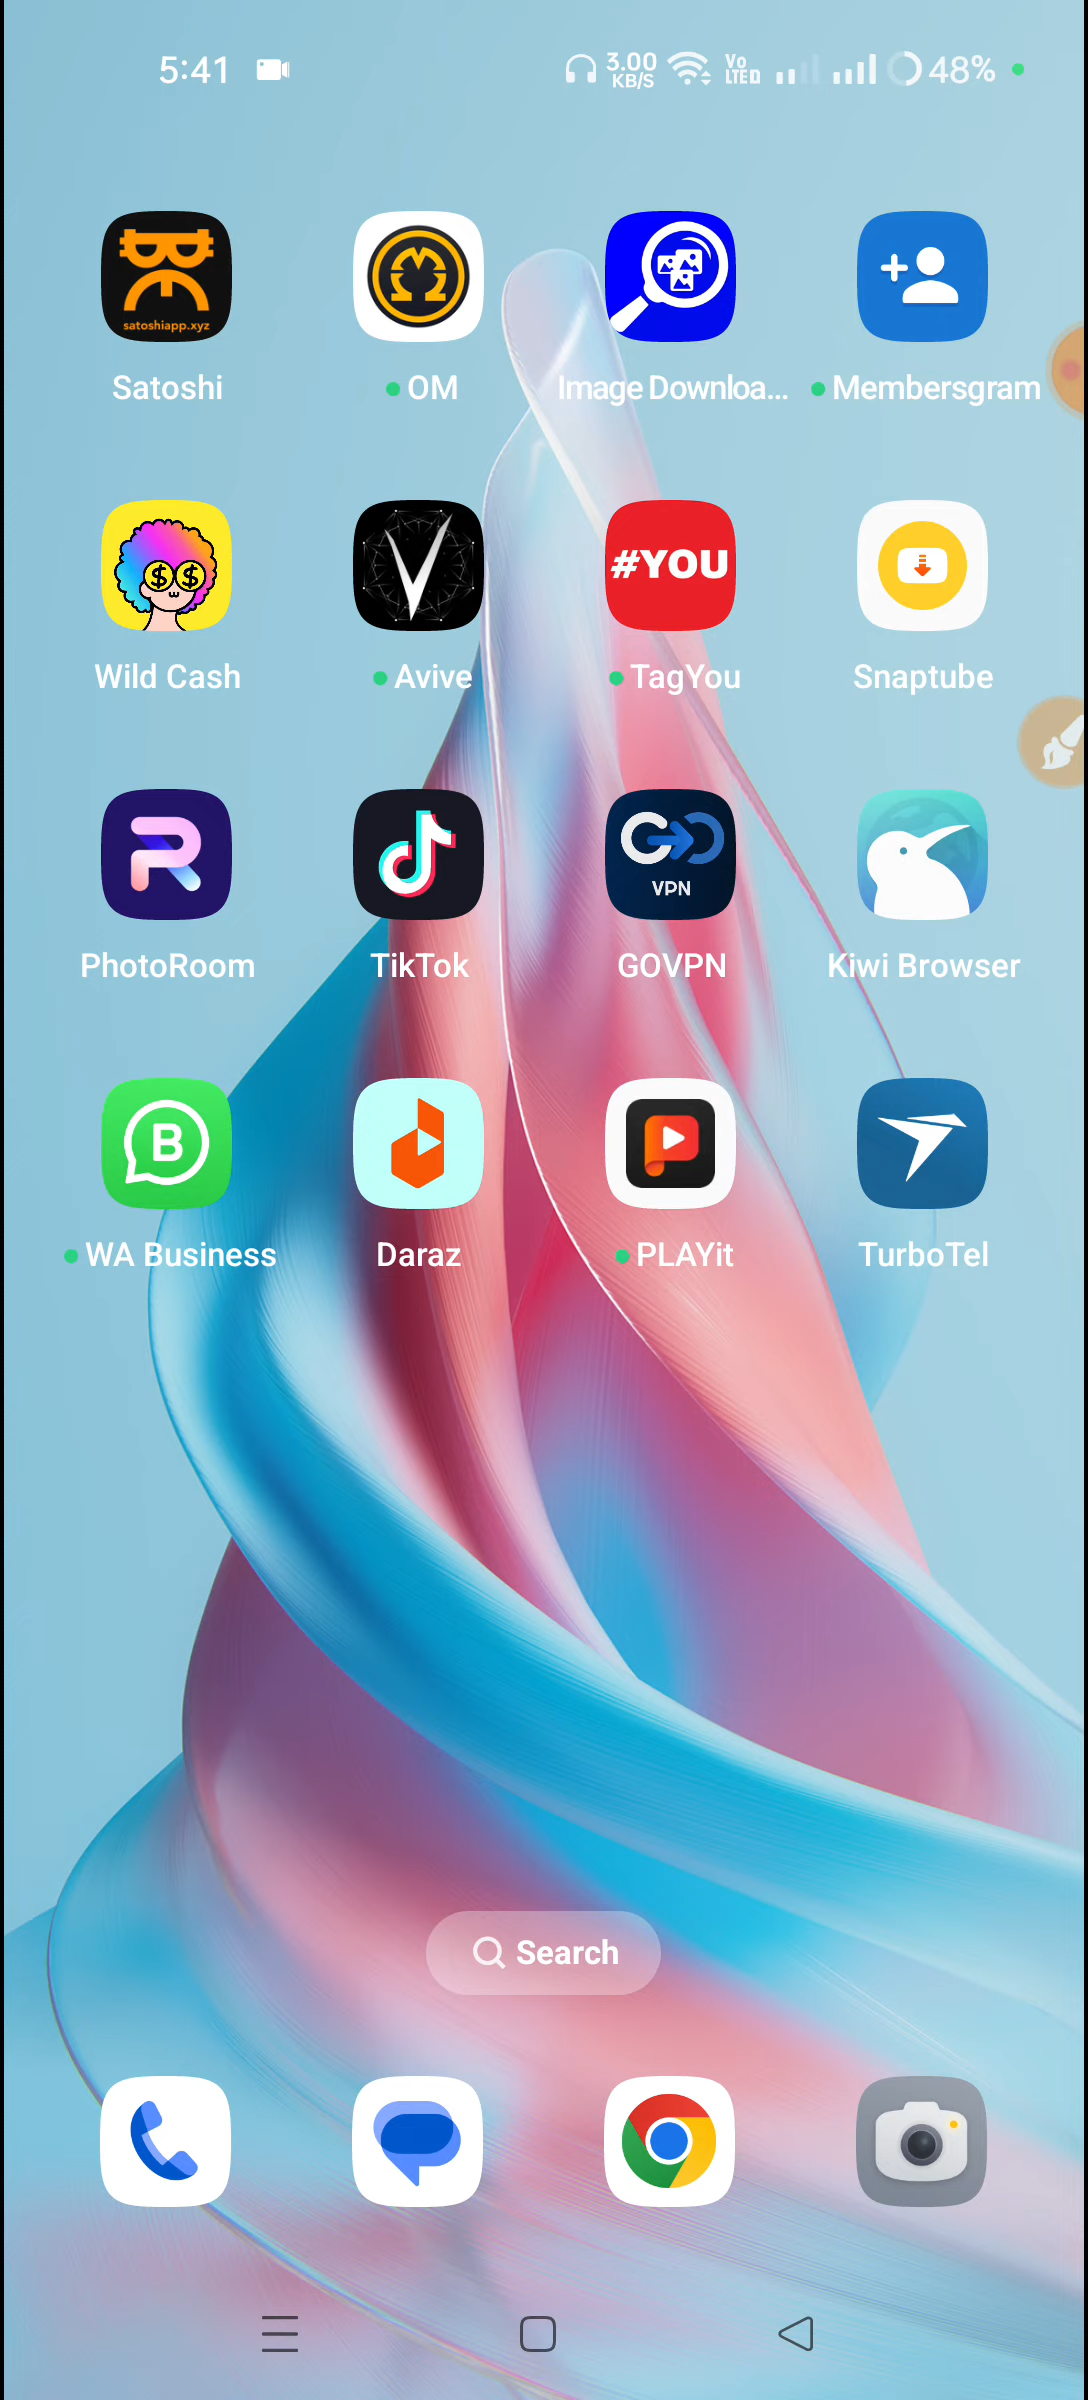 5:41 3.00 KB/S Vo LTE D 48%
satoshiapp.xyz
Satoshi OM Image Downloa... Membersgram
$ $ #YOU
Wild Cash Avive TagYou Snaptube
VPN
PhotoRoom TikTok GOVPN Kiwi Browser
B
WA Business Daraz PLAYit TurboTel
Search